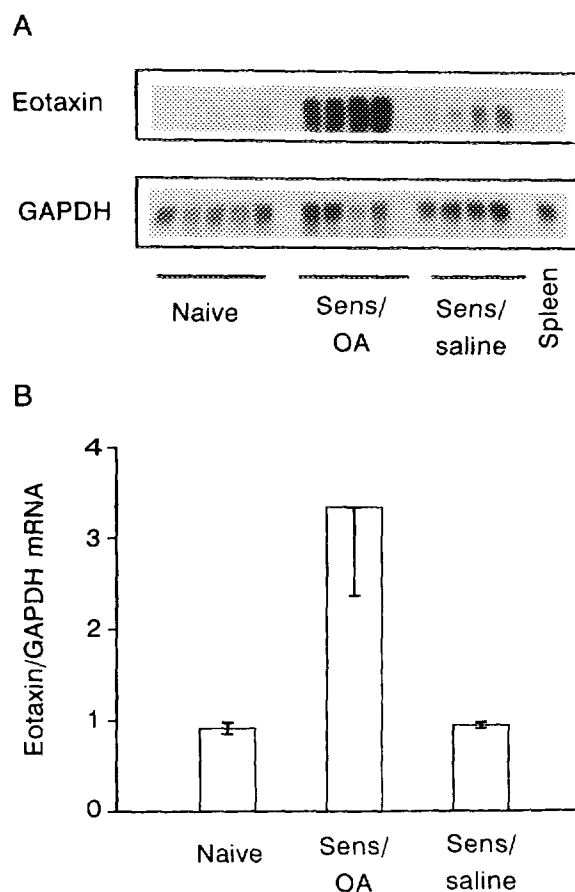 A
Eotaxin
GAPDH
Naive
Sens/
OA
Sens/
saline
Spleen
B
Eotaxin/GAPDH mRNA
4
3
2
1
0
Naive
Sens/
OA
Sens/
saline